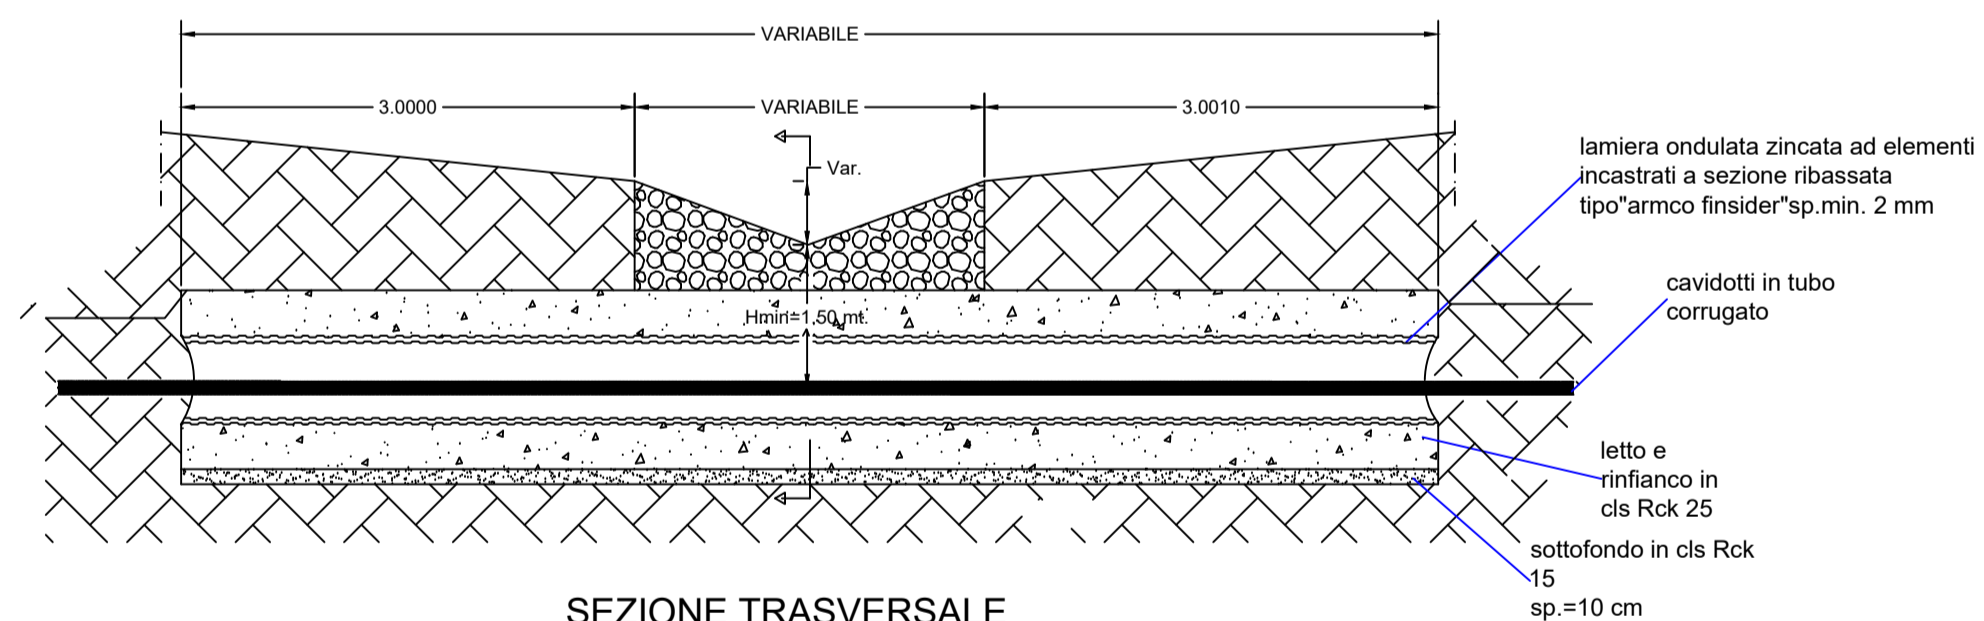 VARIABILE
3.0000
VARIABILE
3.0010
Var.
lamiera ondulata zincata ad elementi
incastrati a sezione ribassata
tipo"armco finsider"sp.min. 2 mm
cavidotti in tubo
corrugato
Hmin=1,50 mt.
letto e
rinfianco in
cls Rck 25
sottofondo in cls Rck
15
sp.=10 cm
SEZIONE TRASVERSALE